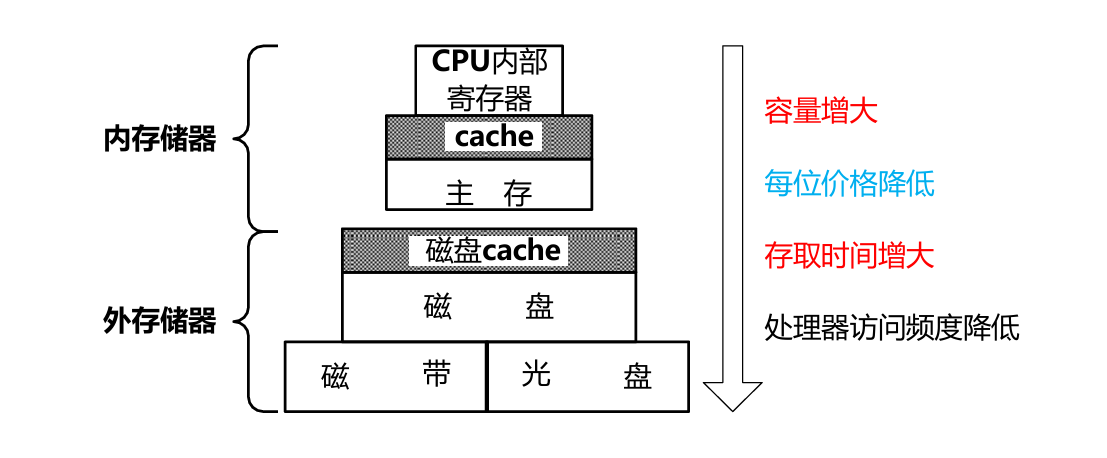 CPU内部
寄存器
cache
主 存
内存储器
磁盘cache
磁 盘
外存储器
磁 带
光 盘
容量增大
每位价格降低
存取时间增大
处理器访问频度降低